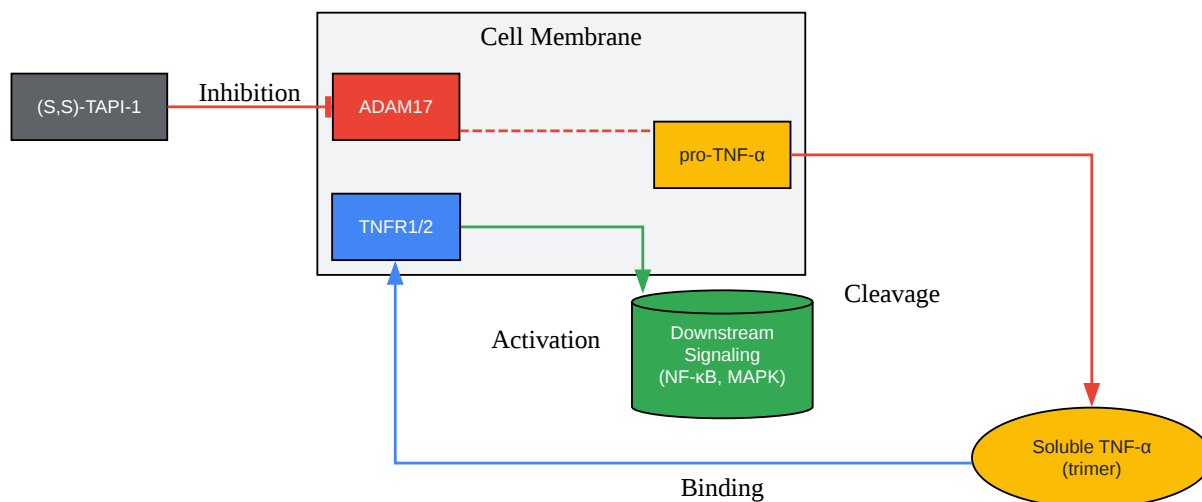 Cell Membrane
(S,S)-TAPI-1
Inhibition
ADAM17
pro-TNF-α
TNFR1/2
Cleavage
Activation
Downstream
Signaling
(NF-κB, MAPK)
Soluble TNF-α
(trimer)
Binding